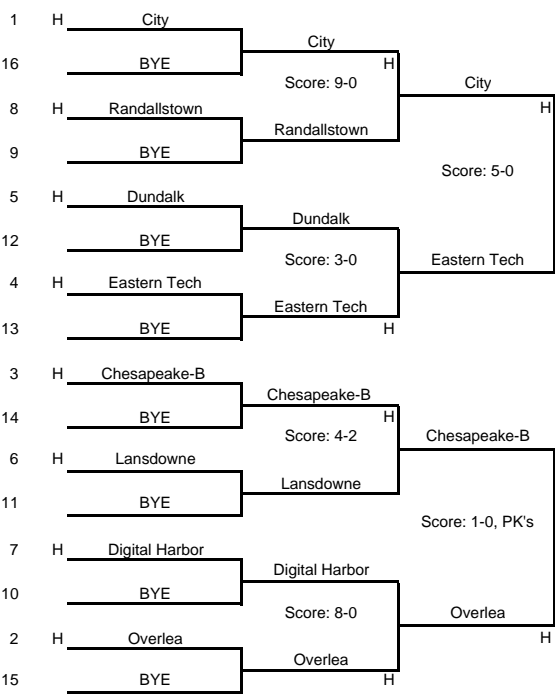 1 H City
City
16 BYE H
Score: 9-0 City
8 H Randallstown H
Randallstown
9 BYE
Score: 5-0
5 H Dundalk
Dundalk
12 BYE
Score: 3-0 Eastern Tech
4 H Eastern Tech
Eastern Tech
13 BYE H
3 H Chesapeake-B
Chesapeake-B
14 BYE H
Score: 4-2 Chesapeake-B
6 H Lansdowne
Lansdowne
11 BYE
Score: 1-0, PK's
7 H Digital Harbor
Digital Harbor
10 BYE
Score: 8-0 Overlea
2 H Overlea H
Overlea
15 BYE H